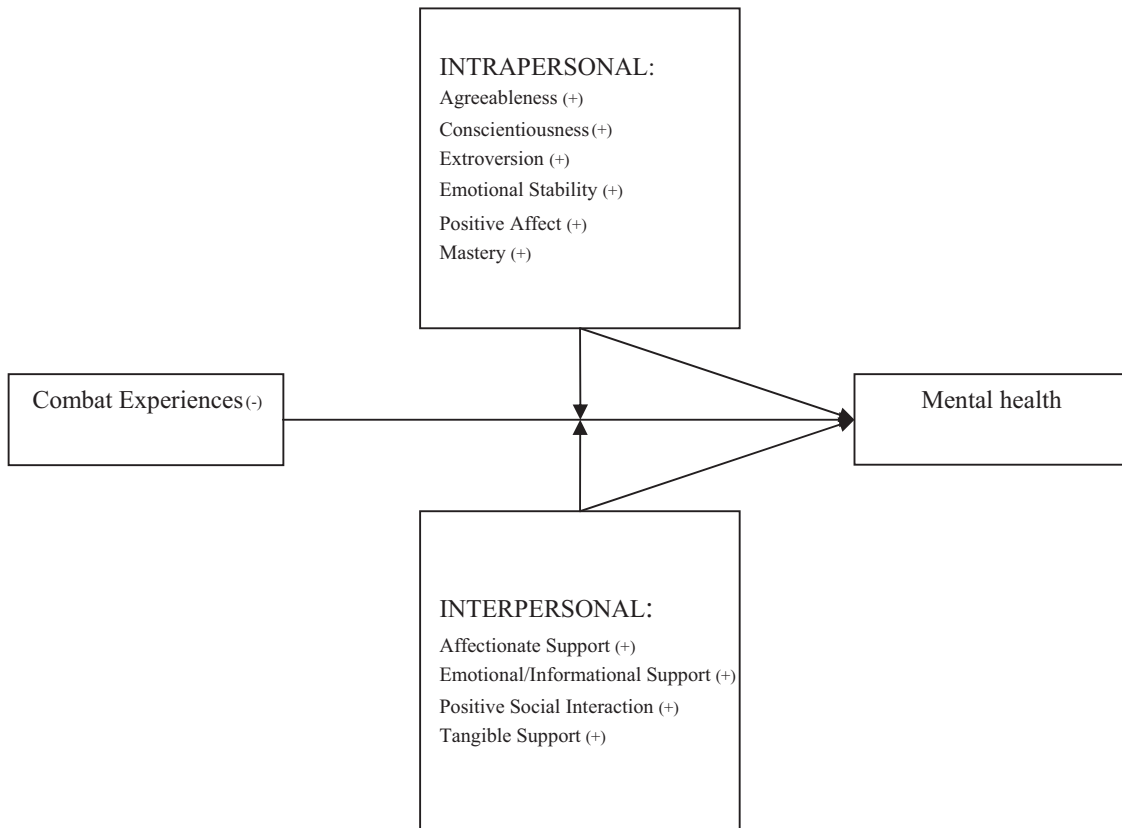 INTRAPERSONAL:
Agreeableness (+)
Conscientiousness (+)
Extroversion (+)
Emotional Stability (+)
Positive Affect (+)
Mastery (+)
Combat Experiences (-)
Mental health
INTERPERSONAL:
Affectionate Support (+)
Emotional/Informational Support (+)
Positive Social Interaction (+)
Tangible Support (+)